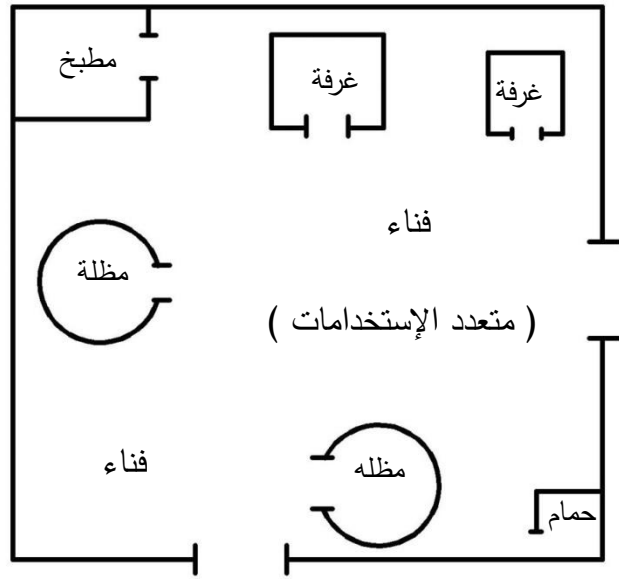 مطبخ
غرفة
غرفة
فناء
مظلة
( متعدد الإستخدامات )
فناء
مظله
حمام